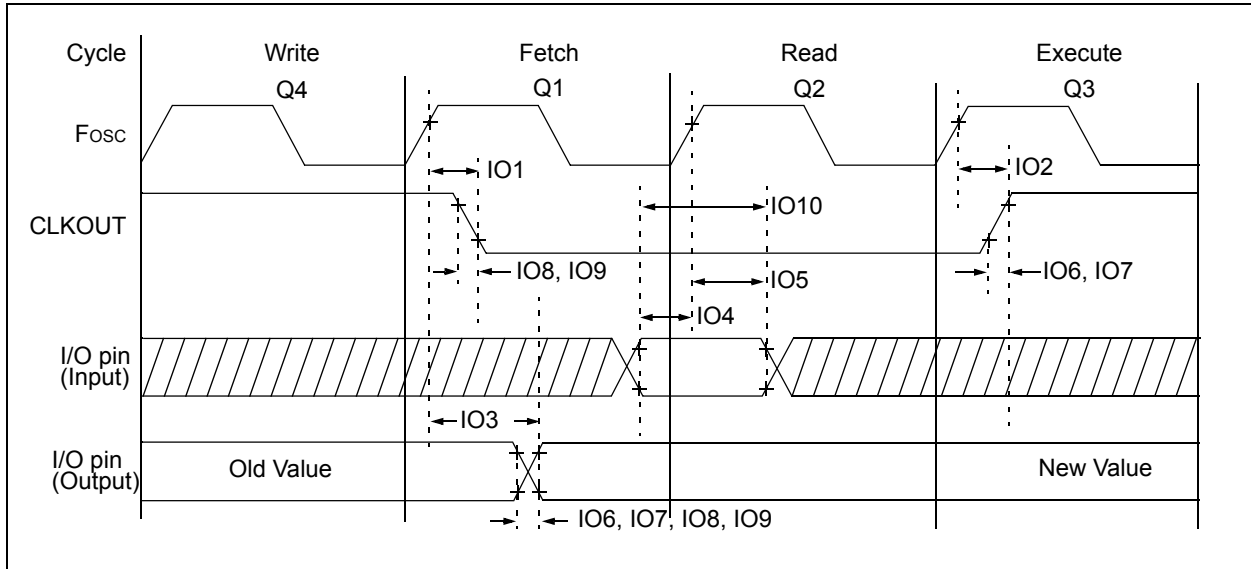 Cycle Write Fetch Read Execute
Q4 Q1 Q2 Q3
Fosc
IO1 IO2
IO10
CLKOUT
IO8, IO9 IO6, IO7
IO5
IO4
I/O pin
(Input)
IO3
I/O pin
(Output)
Old Value New Value
IO6, IO7, IO8, IO9